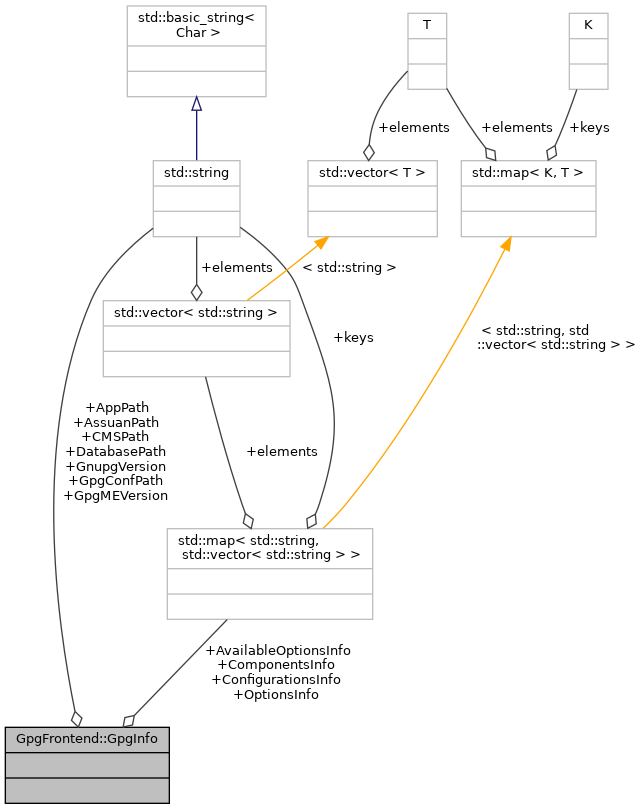 std::basic_string<
Char >
T
K
+elements
+elements
+keys
std::string
std::vector< T >
std::map< K, T >
+elements
< std::string >
std::vector< std::string >
+keys
< std::string, std
::vector< std::string > >
+AppPath
+AssuanPath
+CMSPath
+DatabasePath
+GnupgVersion
+GpgConfPath
+GpgMEVersion
+elements
std::map< std::string,
std::vector< std::string > >
+AvailableOptionsInfo
+ComponentsInfo
+ConfigurationsInfo
+OptionsInfo
GpgFrontend::GpgInfo